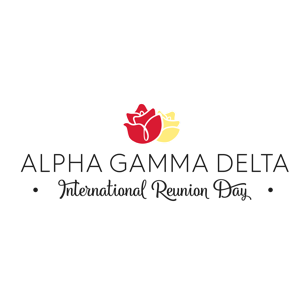 ALPHA GAMMA DELTA
• International Reunion Day •